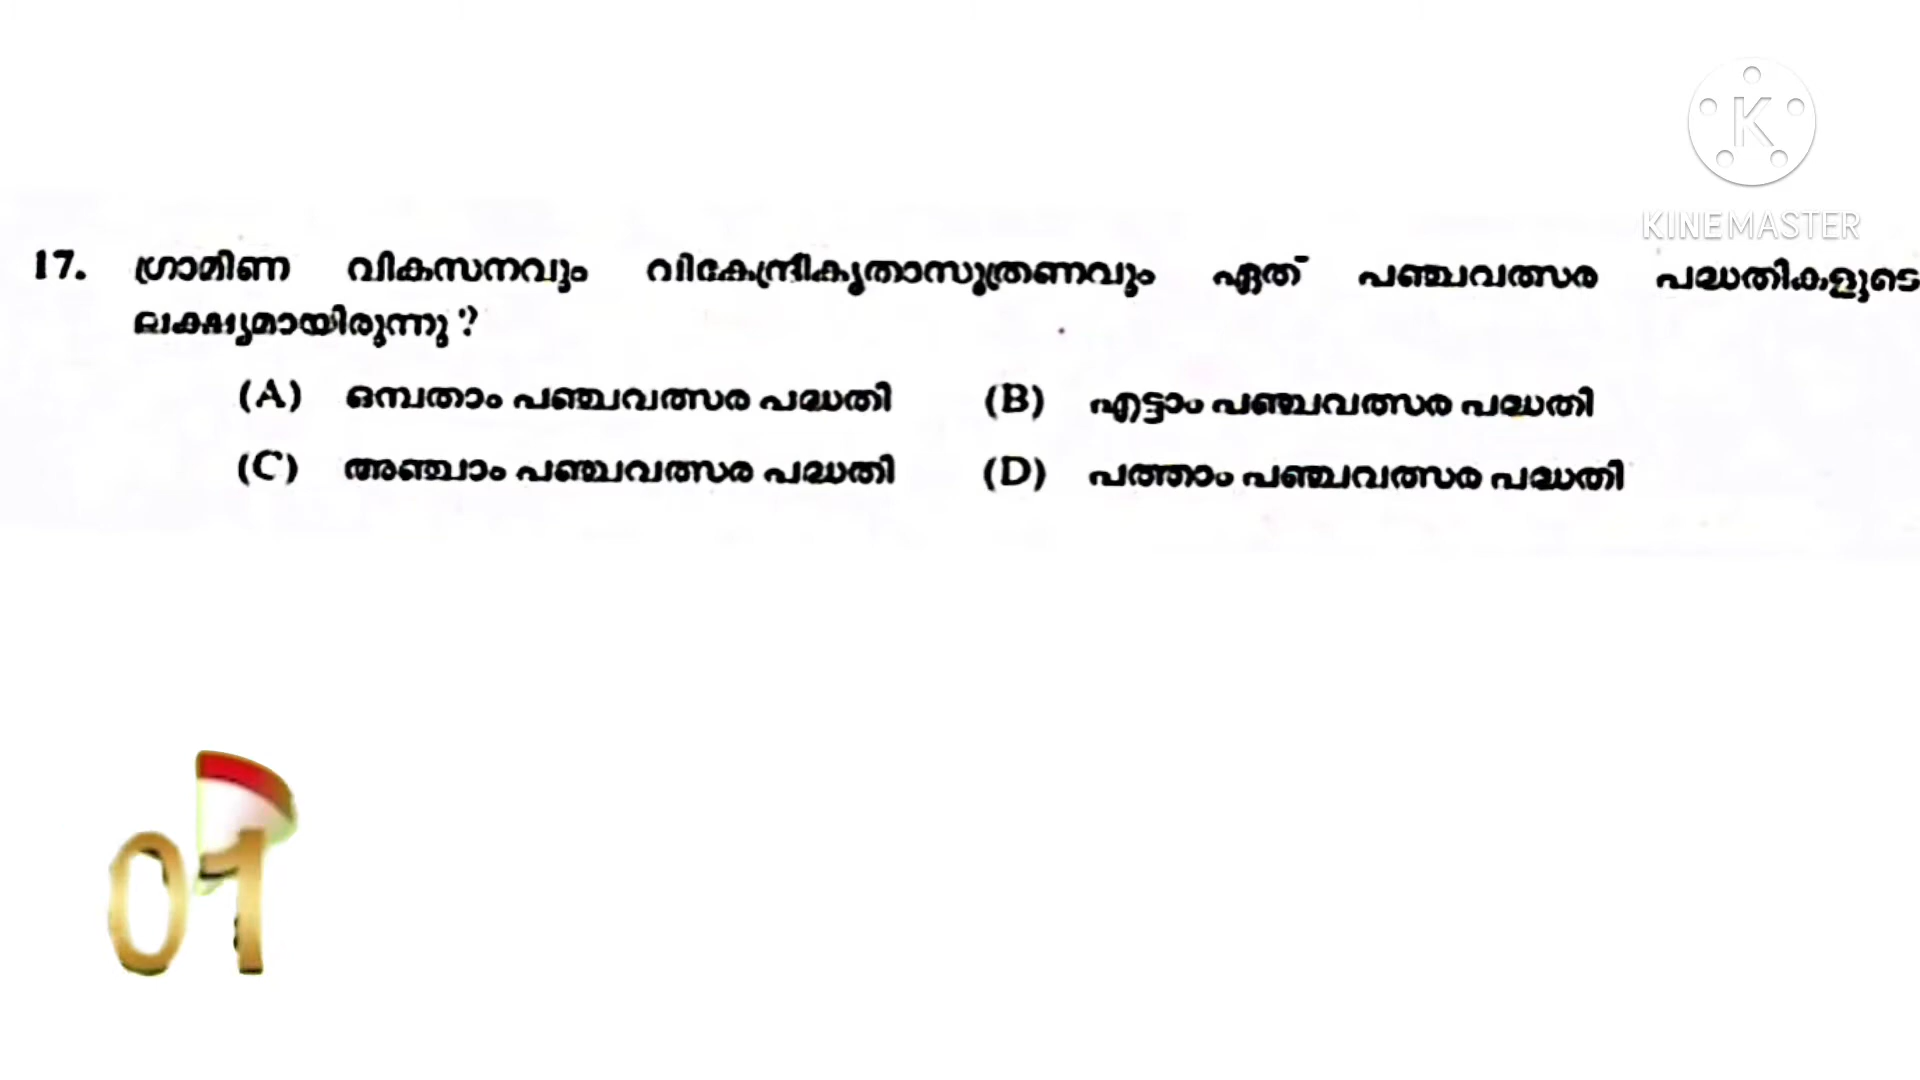 K
KINEMASTER
17. ഗ്രാമീണ വികസനവും വികേന്ദ്രീകൃതാസൂത്രണവും ഏത് പഞ്ചവത്സര പദ്ധതികളുടെ
ലക്ഷ്യമായിരുന്നു ?
(A) ഒമ്പതാം പഞ്ചവത്സര പദ്ധതി (B) എട്ടാം പഞ്ചവത്സര പദ്ധതി
(C) അഞ്ചാം പഞ്ചവത്സര പദ്ധതി (D) പത്താം പഞ്ചവത്സര പദ്ധതി
01